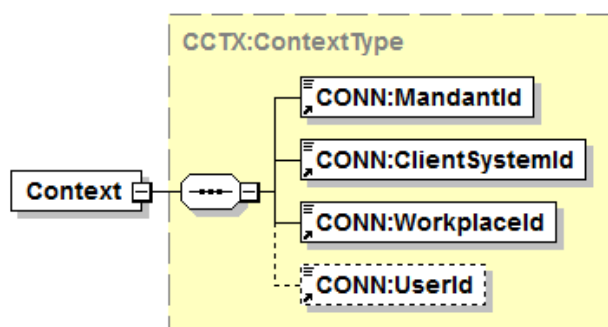 CCTX:ContextType
CONN:MandantId
CONN:ClientSystemId
Context
CONN:WorkplaceId
CONN:UserId